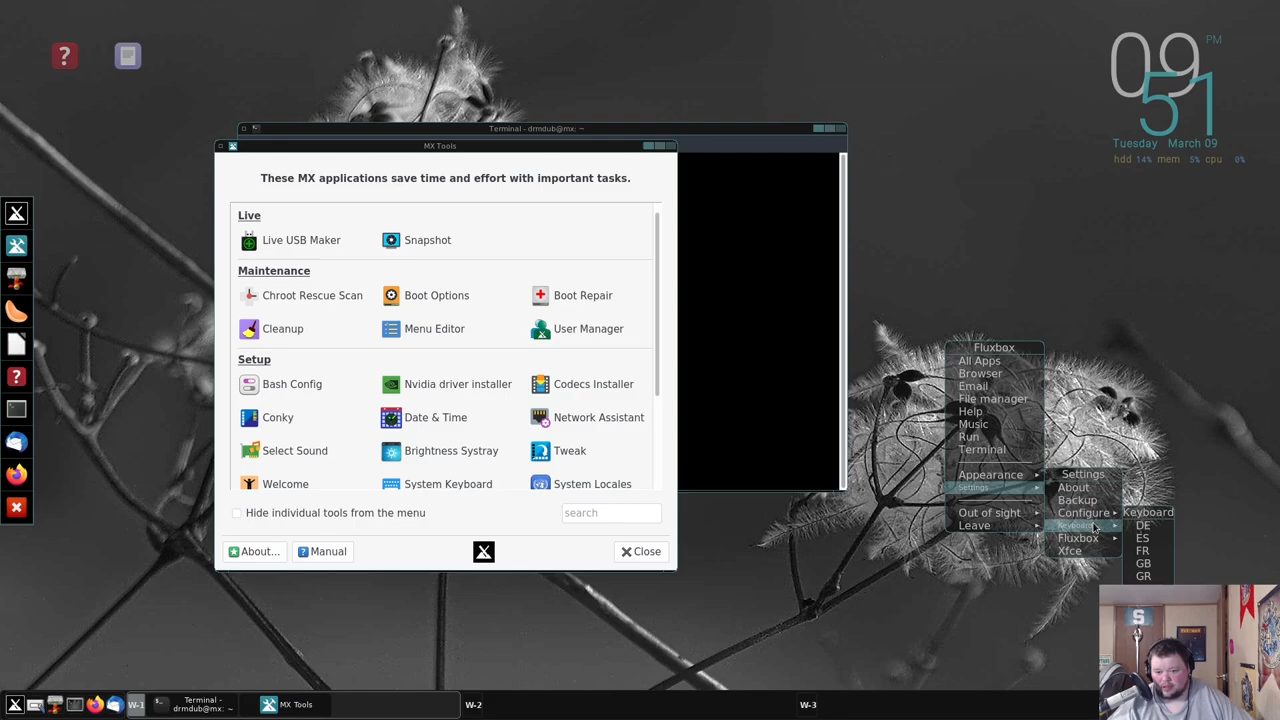 PM
09
51
Tuesday March 09
hdd 14% mem 5% cpu 0%
Terminal - drmdub@mx: ~
MX Tools
These MX applications save time and effort with important tasks.
Live
Live USB Maker Snapshot
Maintenance
Chroot Rescue Scan Boot Options Boot Repair
Cleanup Menu Editor User Manager
Setup
Bash Config Nvidia driver installer Codecs Installer
Conky Date & Time Network Assistant
Select Sound Brightness Systray Tweak
Welcome System Keyboard System Locales
Hide individual tools from the menu search
About... Manual Close
Fluxbox
All Apps
Browser
Email
File manager
Help
Music
Run
Terminal
Appearance
Settings
Out of sight
Leave
Settings
About
Backup
Configure
Keyboard
Fluxbox
Xfce
Keyboard
DE
ES
FR
GB
GR
W-1 Terminal - drmdub@mx: ~ MX Tools W-2 W-3